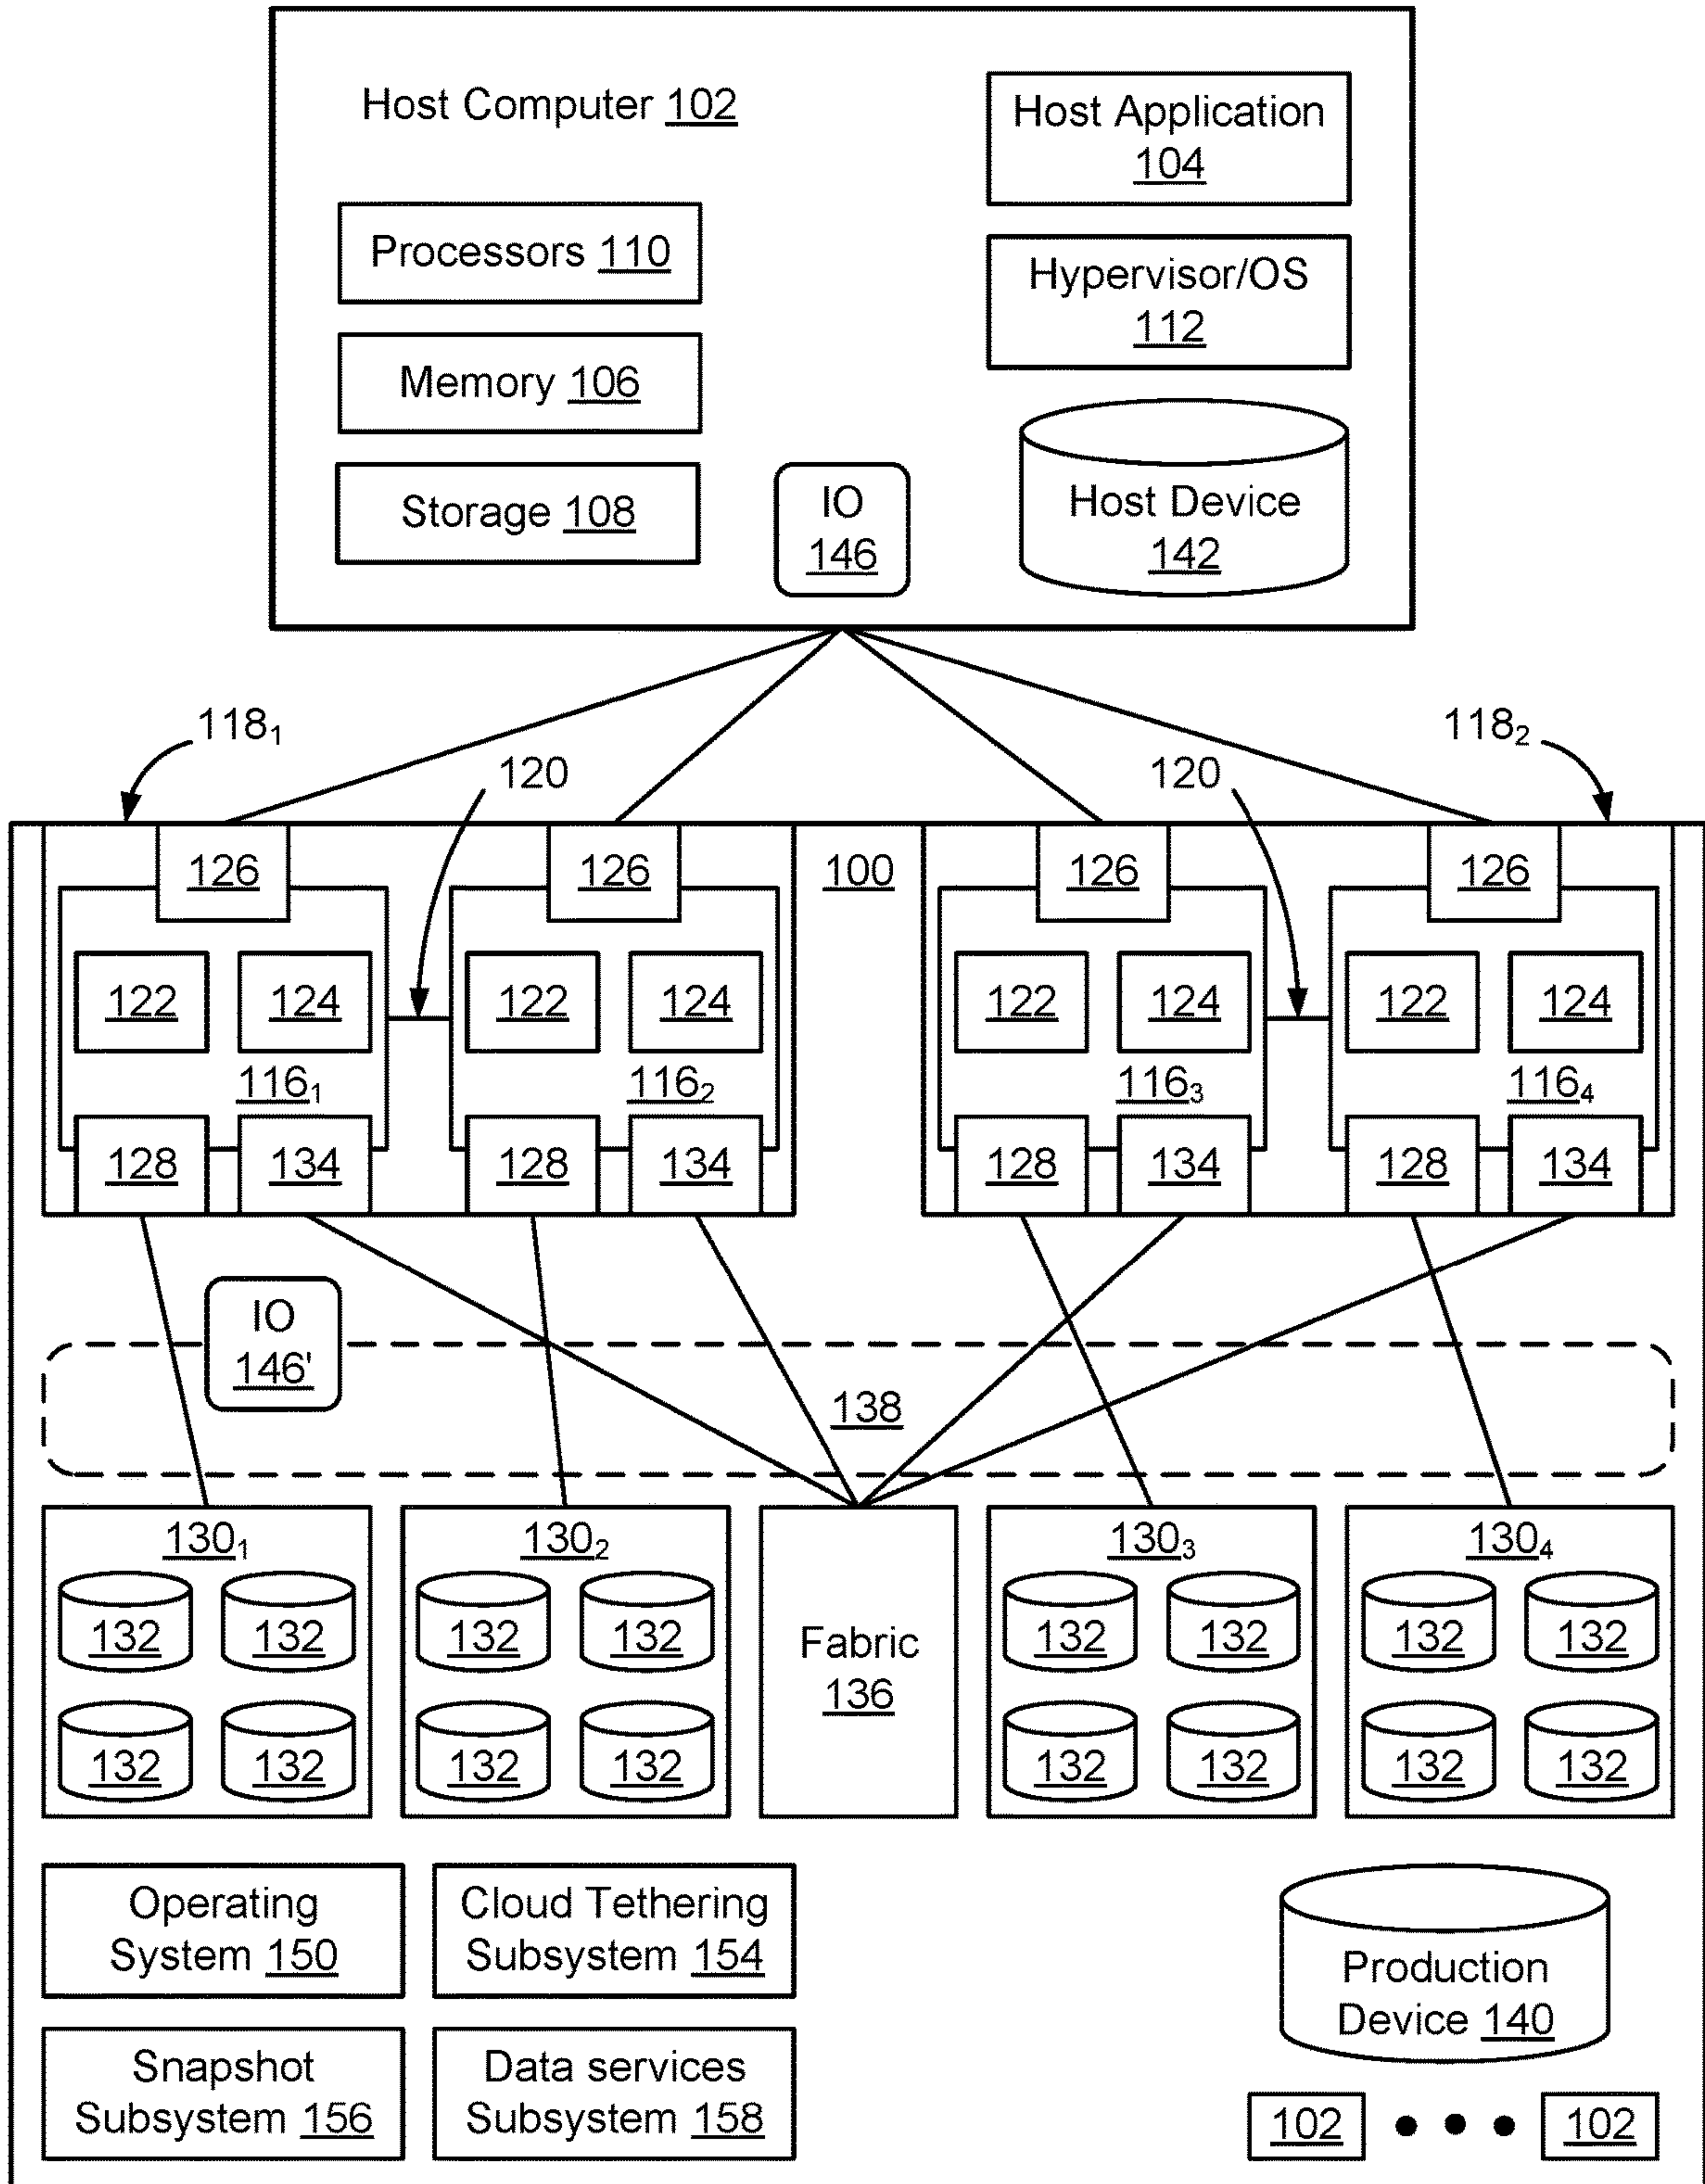 Host Computer 102
Host Application
104
Processors 110
Hypervisor/OS
112
Memory 106
Storage 108
IO
146
Host Device
142
118₁
120
120
118₂
126
126
100
126
126
122
124
122
124
122
124
122
124
116₁
116₂
116₃
116₄
128
134
128
134
128
134
128
134
IO
146'
138
130₁
130₂
130₃
130₄
132
132
132
132
132
132
132
132
Fabric
136
132
132
132
132
132
132
132
132
Operating
System 150
Cloud Tethering
Subsystem 154
Production
Device 140
Snapshot
Subsystem 156
Data services
Subsystem 158
102
102